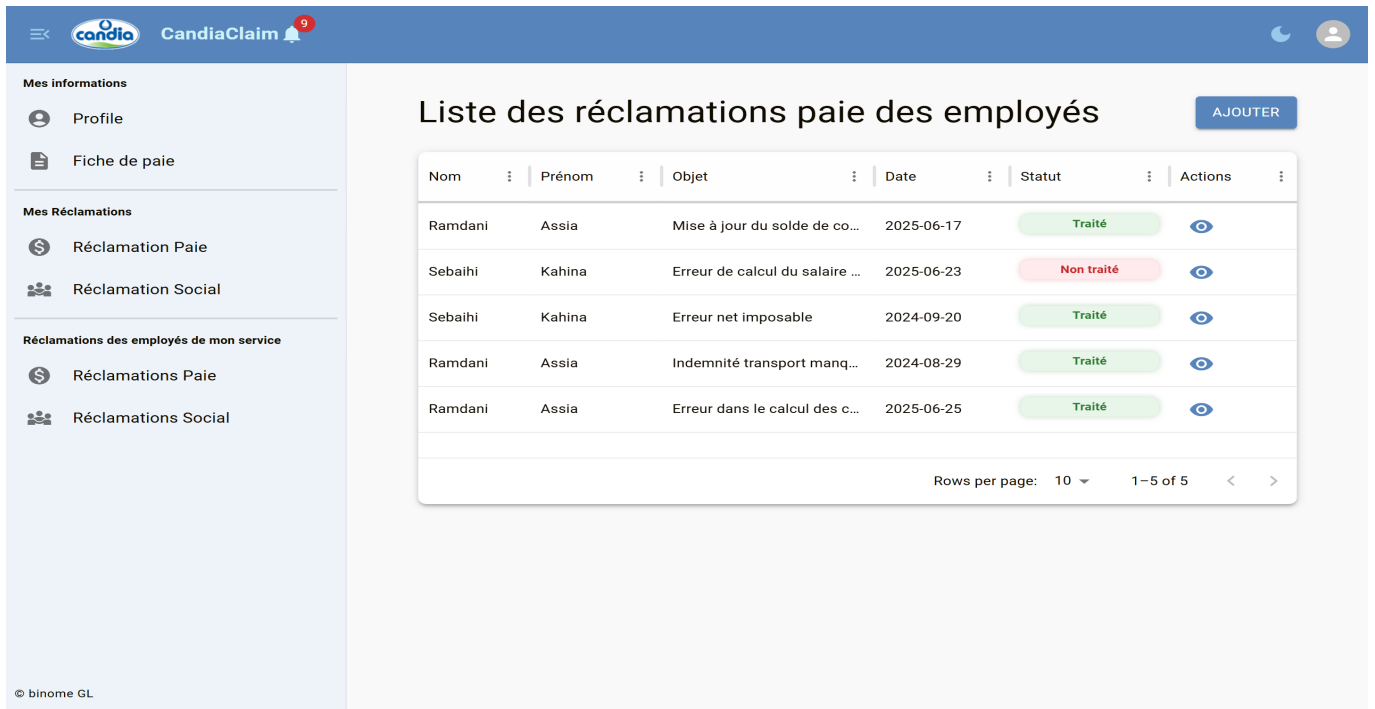 candia CandiaClaim 9
Mes informations
Profile
Fiche de paie
Mes Réclamations
Réclamation Paie
Réclamation Social
Réclamations des employés de mon service
Réclamations Paie
Réclamations Social
© binome GL
Liste des réclamations paie des employés
AJOUTER
Nom Prénom Objet Date Statut Actions
Ramdani Assia Mise à jour du solde de co... 2025-06-17 Traité
Sebaihi Kahina Erreur de calcul du salaire ... 2025-06-23 Non traité
Sebaihi Kahina Erreur net imposable 2024-09-20 Traité
Ramdani Assia Indemnité transport manq... 2024-08-29 Traité
Ramdani Assia Erreur dans le calcul des c... 2025-06-25 Traité
Rows per page: 10 1–5 of 5